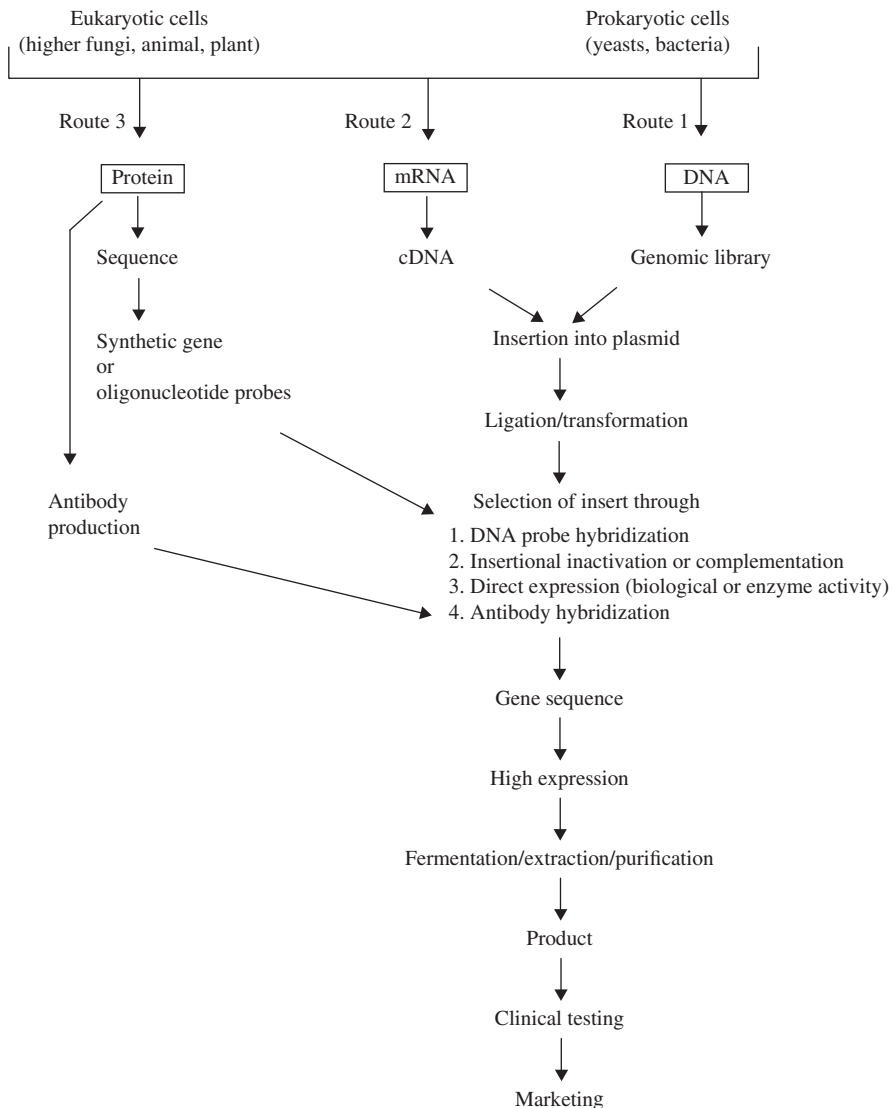 Eukaryotic cells
(higher fungi, animal, plant)
Prokaryotic cells
(yeasts, bacteria)
Route 3
Route 2
Route 1
Protein
mRNA
DNA
Sequence
cDNA
Genomic library
Synthetic gene
or
oligonucleotide probes
Insertion into plasmid
Ligation/transformation
Antibody
production
Selection of insert through
1. DNA probe hybridization
2. Insertional inactivation or complementation
3. Direct expression (biological or enzyme activity)
4. Antibody hybridization
Gene sequence
High expression
Fermentation/extraction/purification
Product
Clinical testing
Marketing